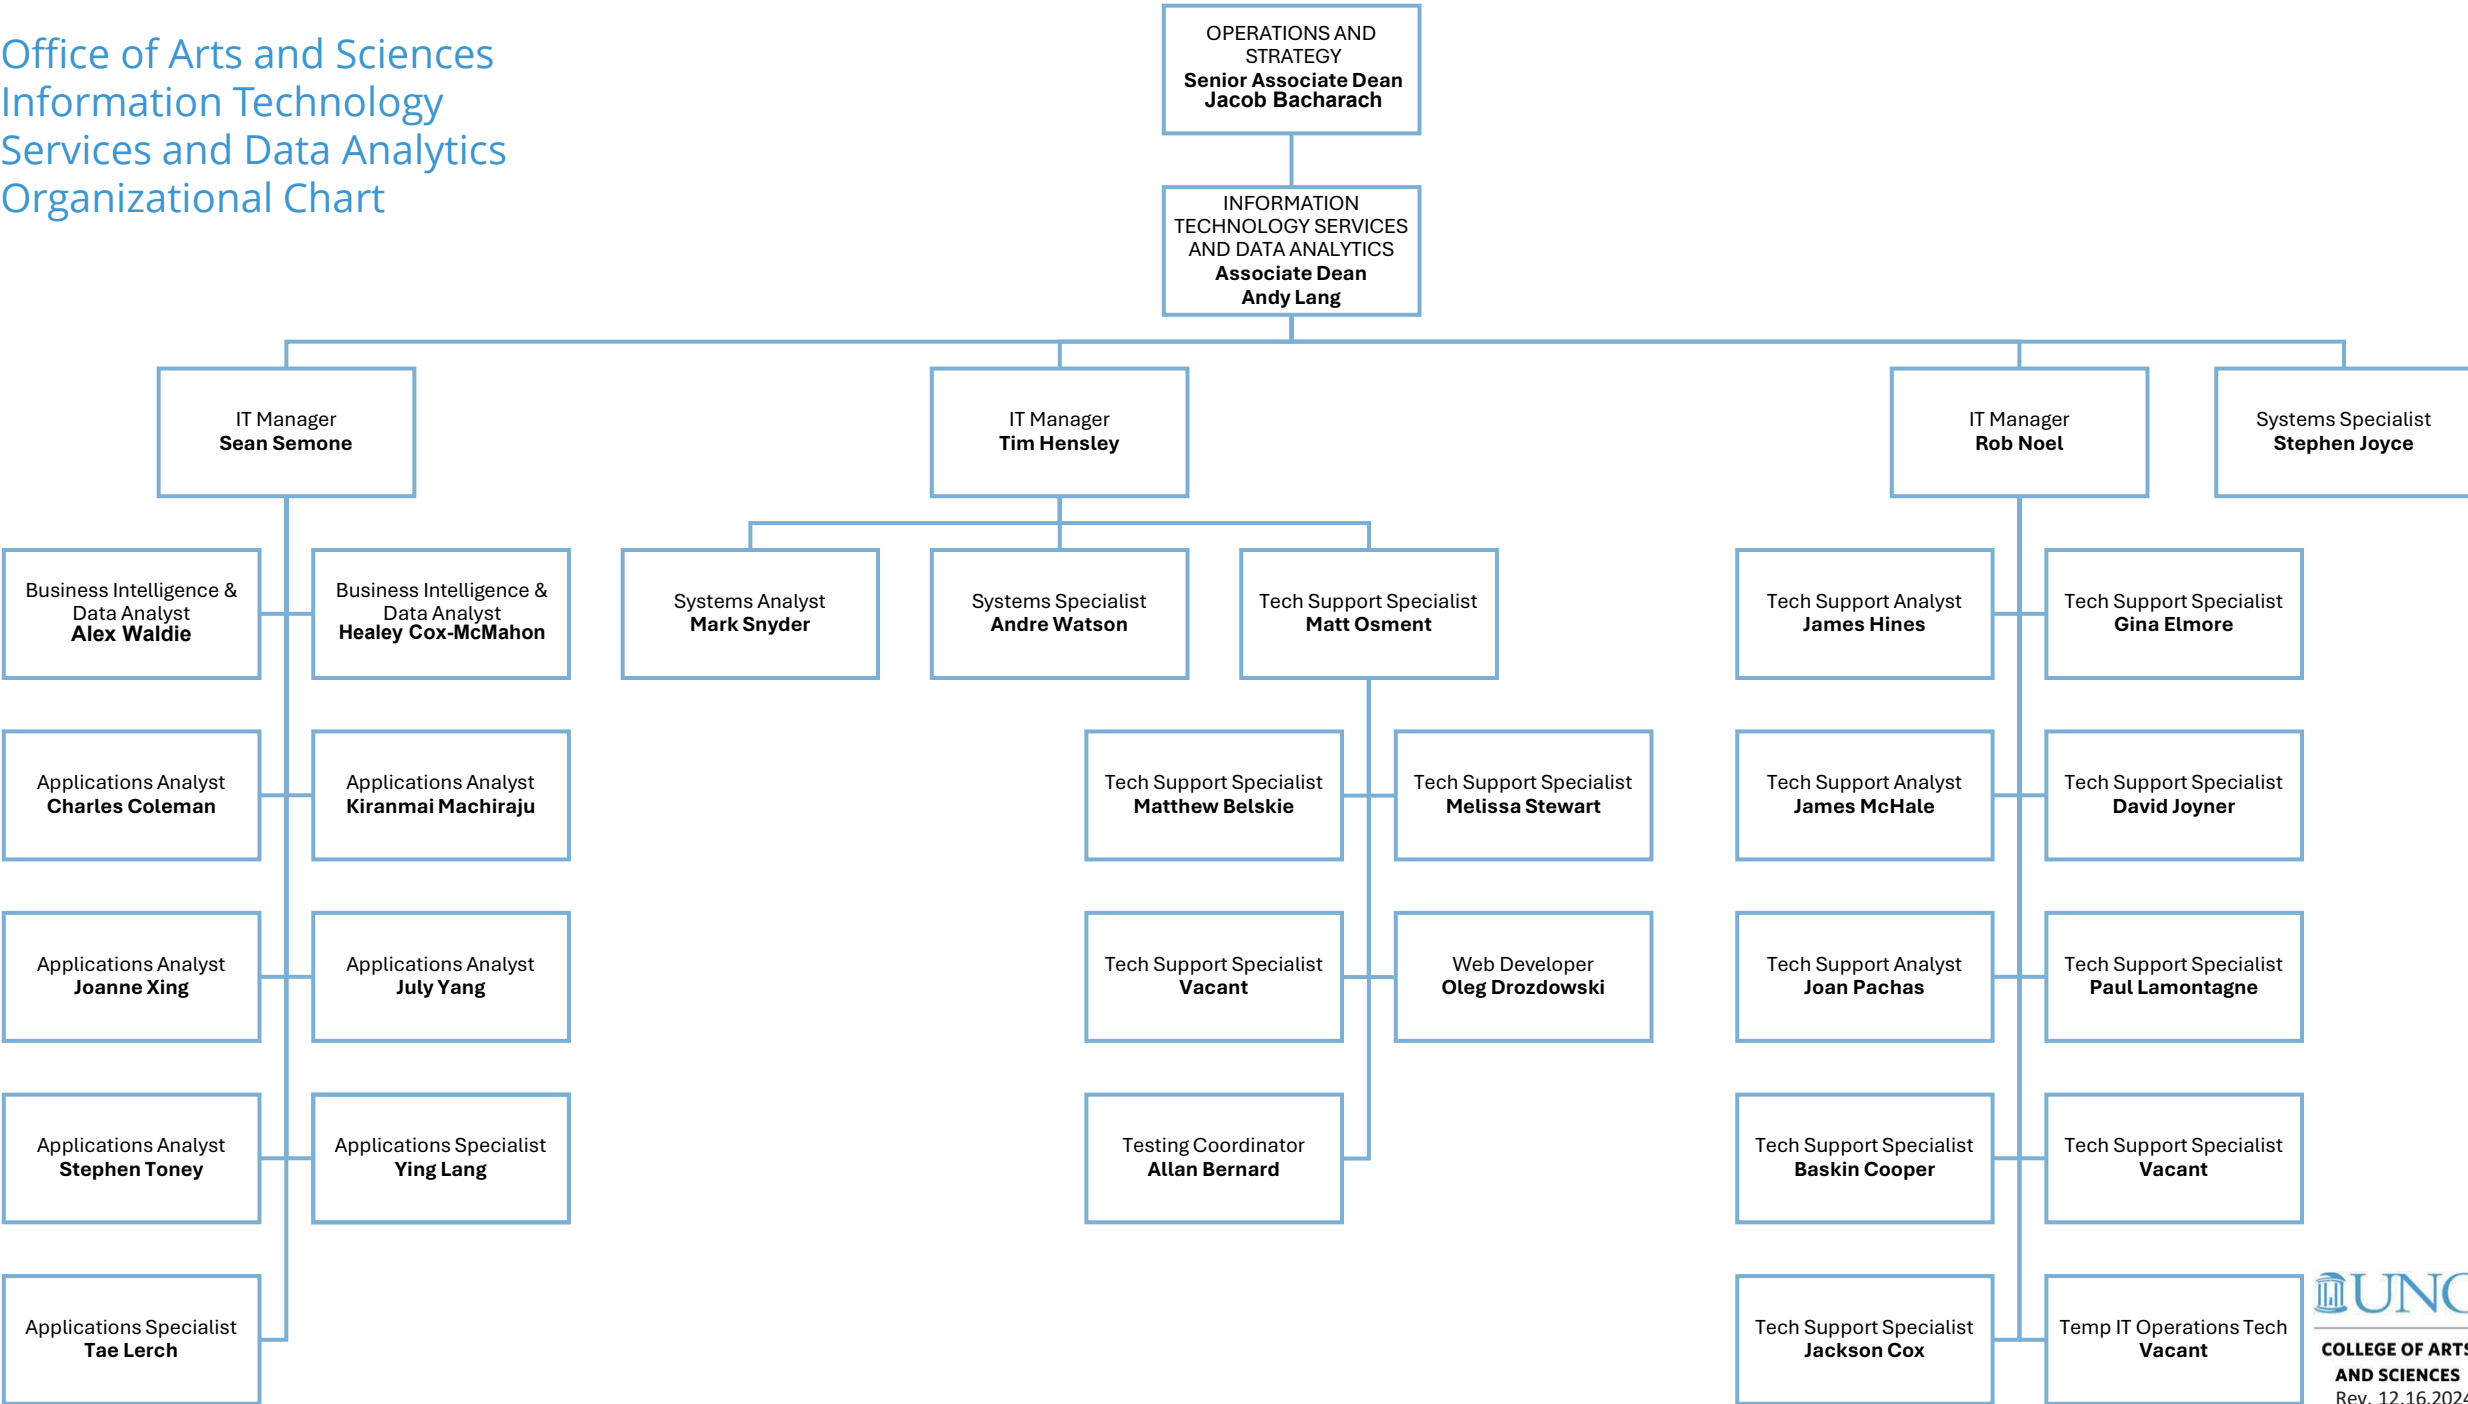 Office of Arts and Sciences
Information Technology
Services and Data Analytics
Organizational Chart
OPERATIONS AND
STRATEGY
Senior Associate Dean
Jacob Bacharach
INFORMATION
TECHNOLOGY SERVICES
AND DATA ANALYTICS
Associate Dean
Andy Lang
IT Manager
Sean Semone
IT Manager
Tim Hensley
IT Manager
Rob Noel
Systems Specialist
Stephen Joyce
Business Intelligence &
Data Analyst
Alex Waldie
Business Intelligence &
Data Analyst
Healey Cox-McMahon
Systems Analyst
Mark Snyder
Systems Specialist
Andre Watson
Tech Support Specialist
Matt Osment
Tech Support Analyst
James Hines
Tech Support Specialist
Gina Elmore
Applications Analyst
Charles Coleman
Applications Analyst
Kiranmai Machiraju
Tech Support Specialist
Matthew Belskie
Tech Support Specialist
Melissa Stewart
Tech Support Analyst
James McHale
Tech Support Specialist
David Joyner
Applications Analyst
Joanne Xing
Applications Analyst
July Yang
Tech Support Specialist
Vacant
Web Developer
Oleg Drozdowski
Tech Support Analyst
Joan Pachas
Tech Support Specialist
Paul Lamontagne
Applications Analyst
Stephen Toney
Applications Specialist
Ying Lang
Testing Coordinator
Allan Bernard
Tech Support Specialist
Baskin Cooper
Tech Support Specialist
Vacant
Applications Specialist
Tae Lerch
Tech Support Specialist
Jackson Cox
Temp IT Operations Tech
Vacant
UNC
COLLEGE OF ARTS
AND SCIENCES
Rev. 12.16.2024